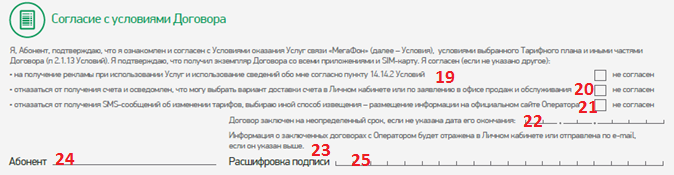 Согласие с условиями Договора
Я, Абонент, подтверждаю, что я ознакомлен и согласен с Условиями оказания Услуг связи «МегаФон» (далее – Условия), условиями выбранного Тарифного плана и иными частями
Договора (п 2.1.13 Условий). Я подтверждаю, что получил экземпляр Договора со всеми приложениями и SIM-карту. Я согласен (если не указано другое):
• на получение рекламы при использовании Услуг и использование сведений обо мне согласно пункту 14.14.2 Условий 19 не согласен
• отказаться от получения счета и осведомлен, что могу выбрать вариант доставки счета в Личном кабинете или по заявлению в офисе продаж и обслуживания 20 не согласен
• отказаться от получения SMS-сообщений об изменении тарифов, выбираю иной способ извещения – размещение информации на официальном сайте Оператора 21 не согласен
Договор заключен на неопределенный срок, если не указана дата его окончания: 22
Информация о заключенных договорах с Оператором будет отражена в Личном кабинете или отправлена по e-mail,
если он указан выше. 23
Абонент 24 Расшифровка подписи 25